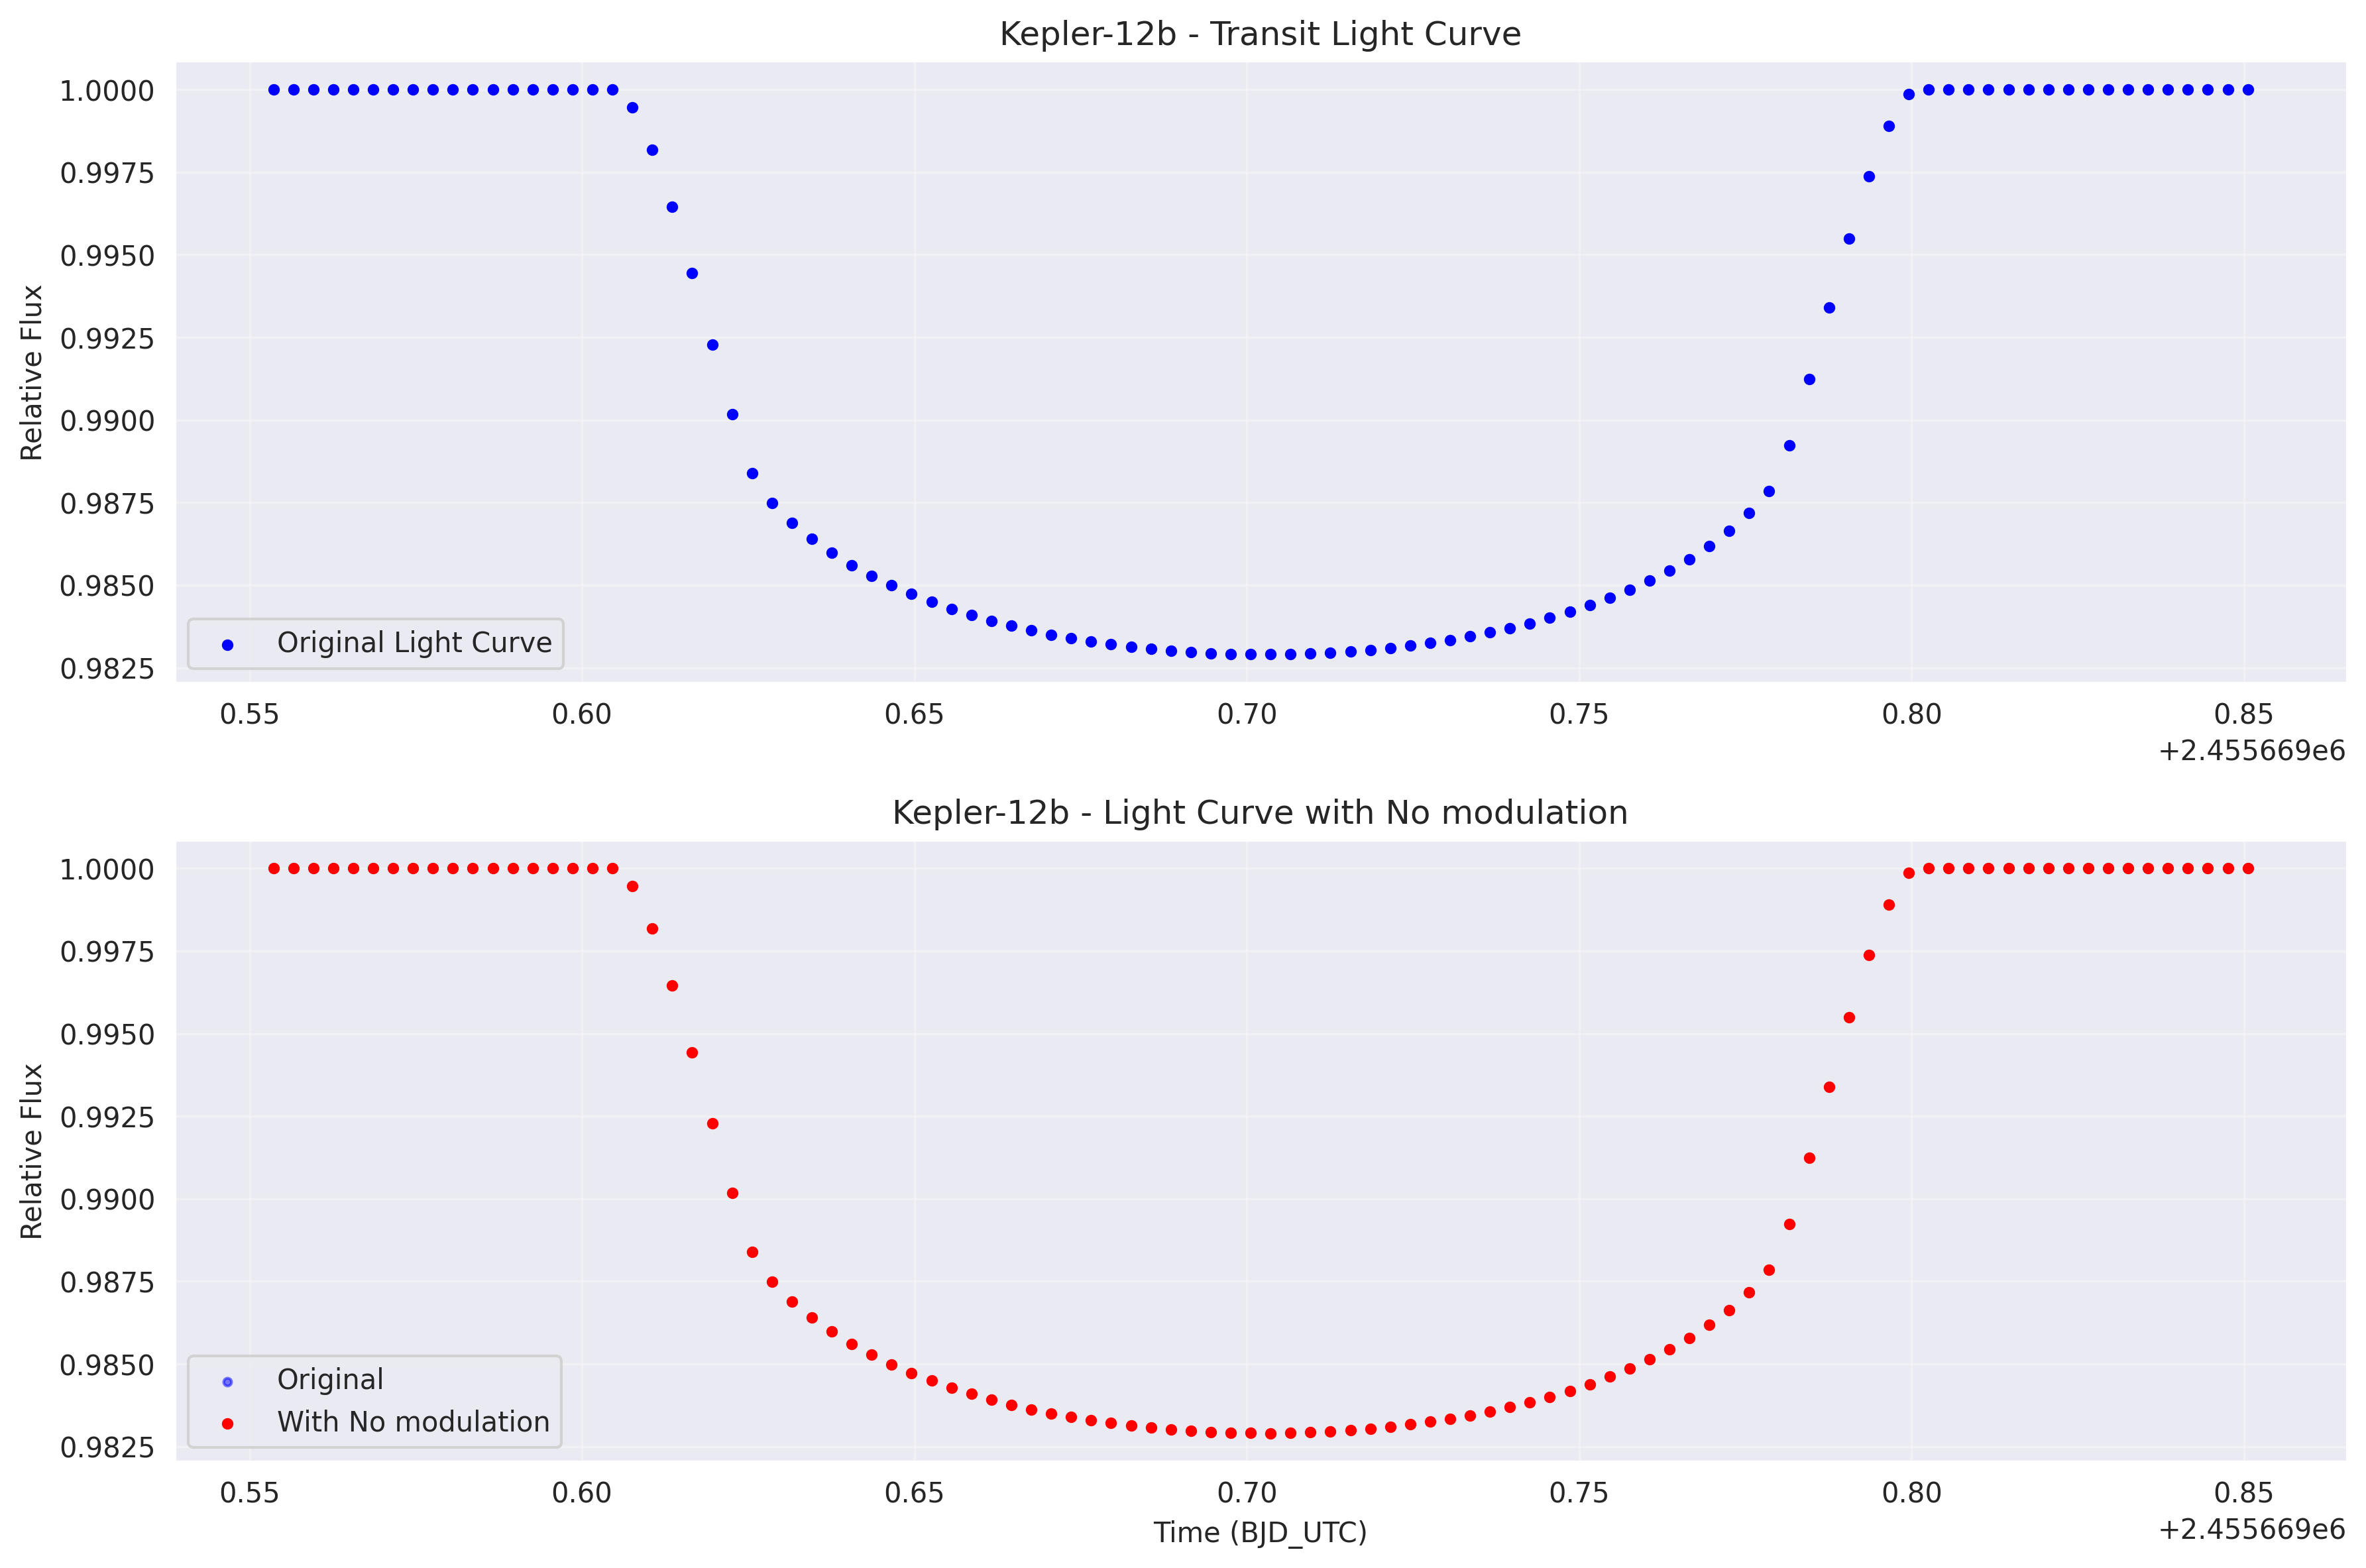 Kepler-12b - Transit Light Curve
Relative Flux
1.0000
0.9975
0.9950
0.9925
0.9900
0.9875
0.9850
0.9825
Original Light Curve
0.55 0.60 0.65 0.70 0.75 0.80 0.85
+2.455669e6
Kepler-12b - Light Curve with No modulation
Relative Flux
1.0000
0.9975
0.9950
0.9925
0.9900
0.9875
0.9850
0.9825
Original
With No modulation
0.55 0.60 0.65 0.70 0.75 0.80 0.85
Time (BJD_UTC)
+2.455669e6